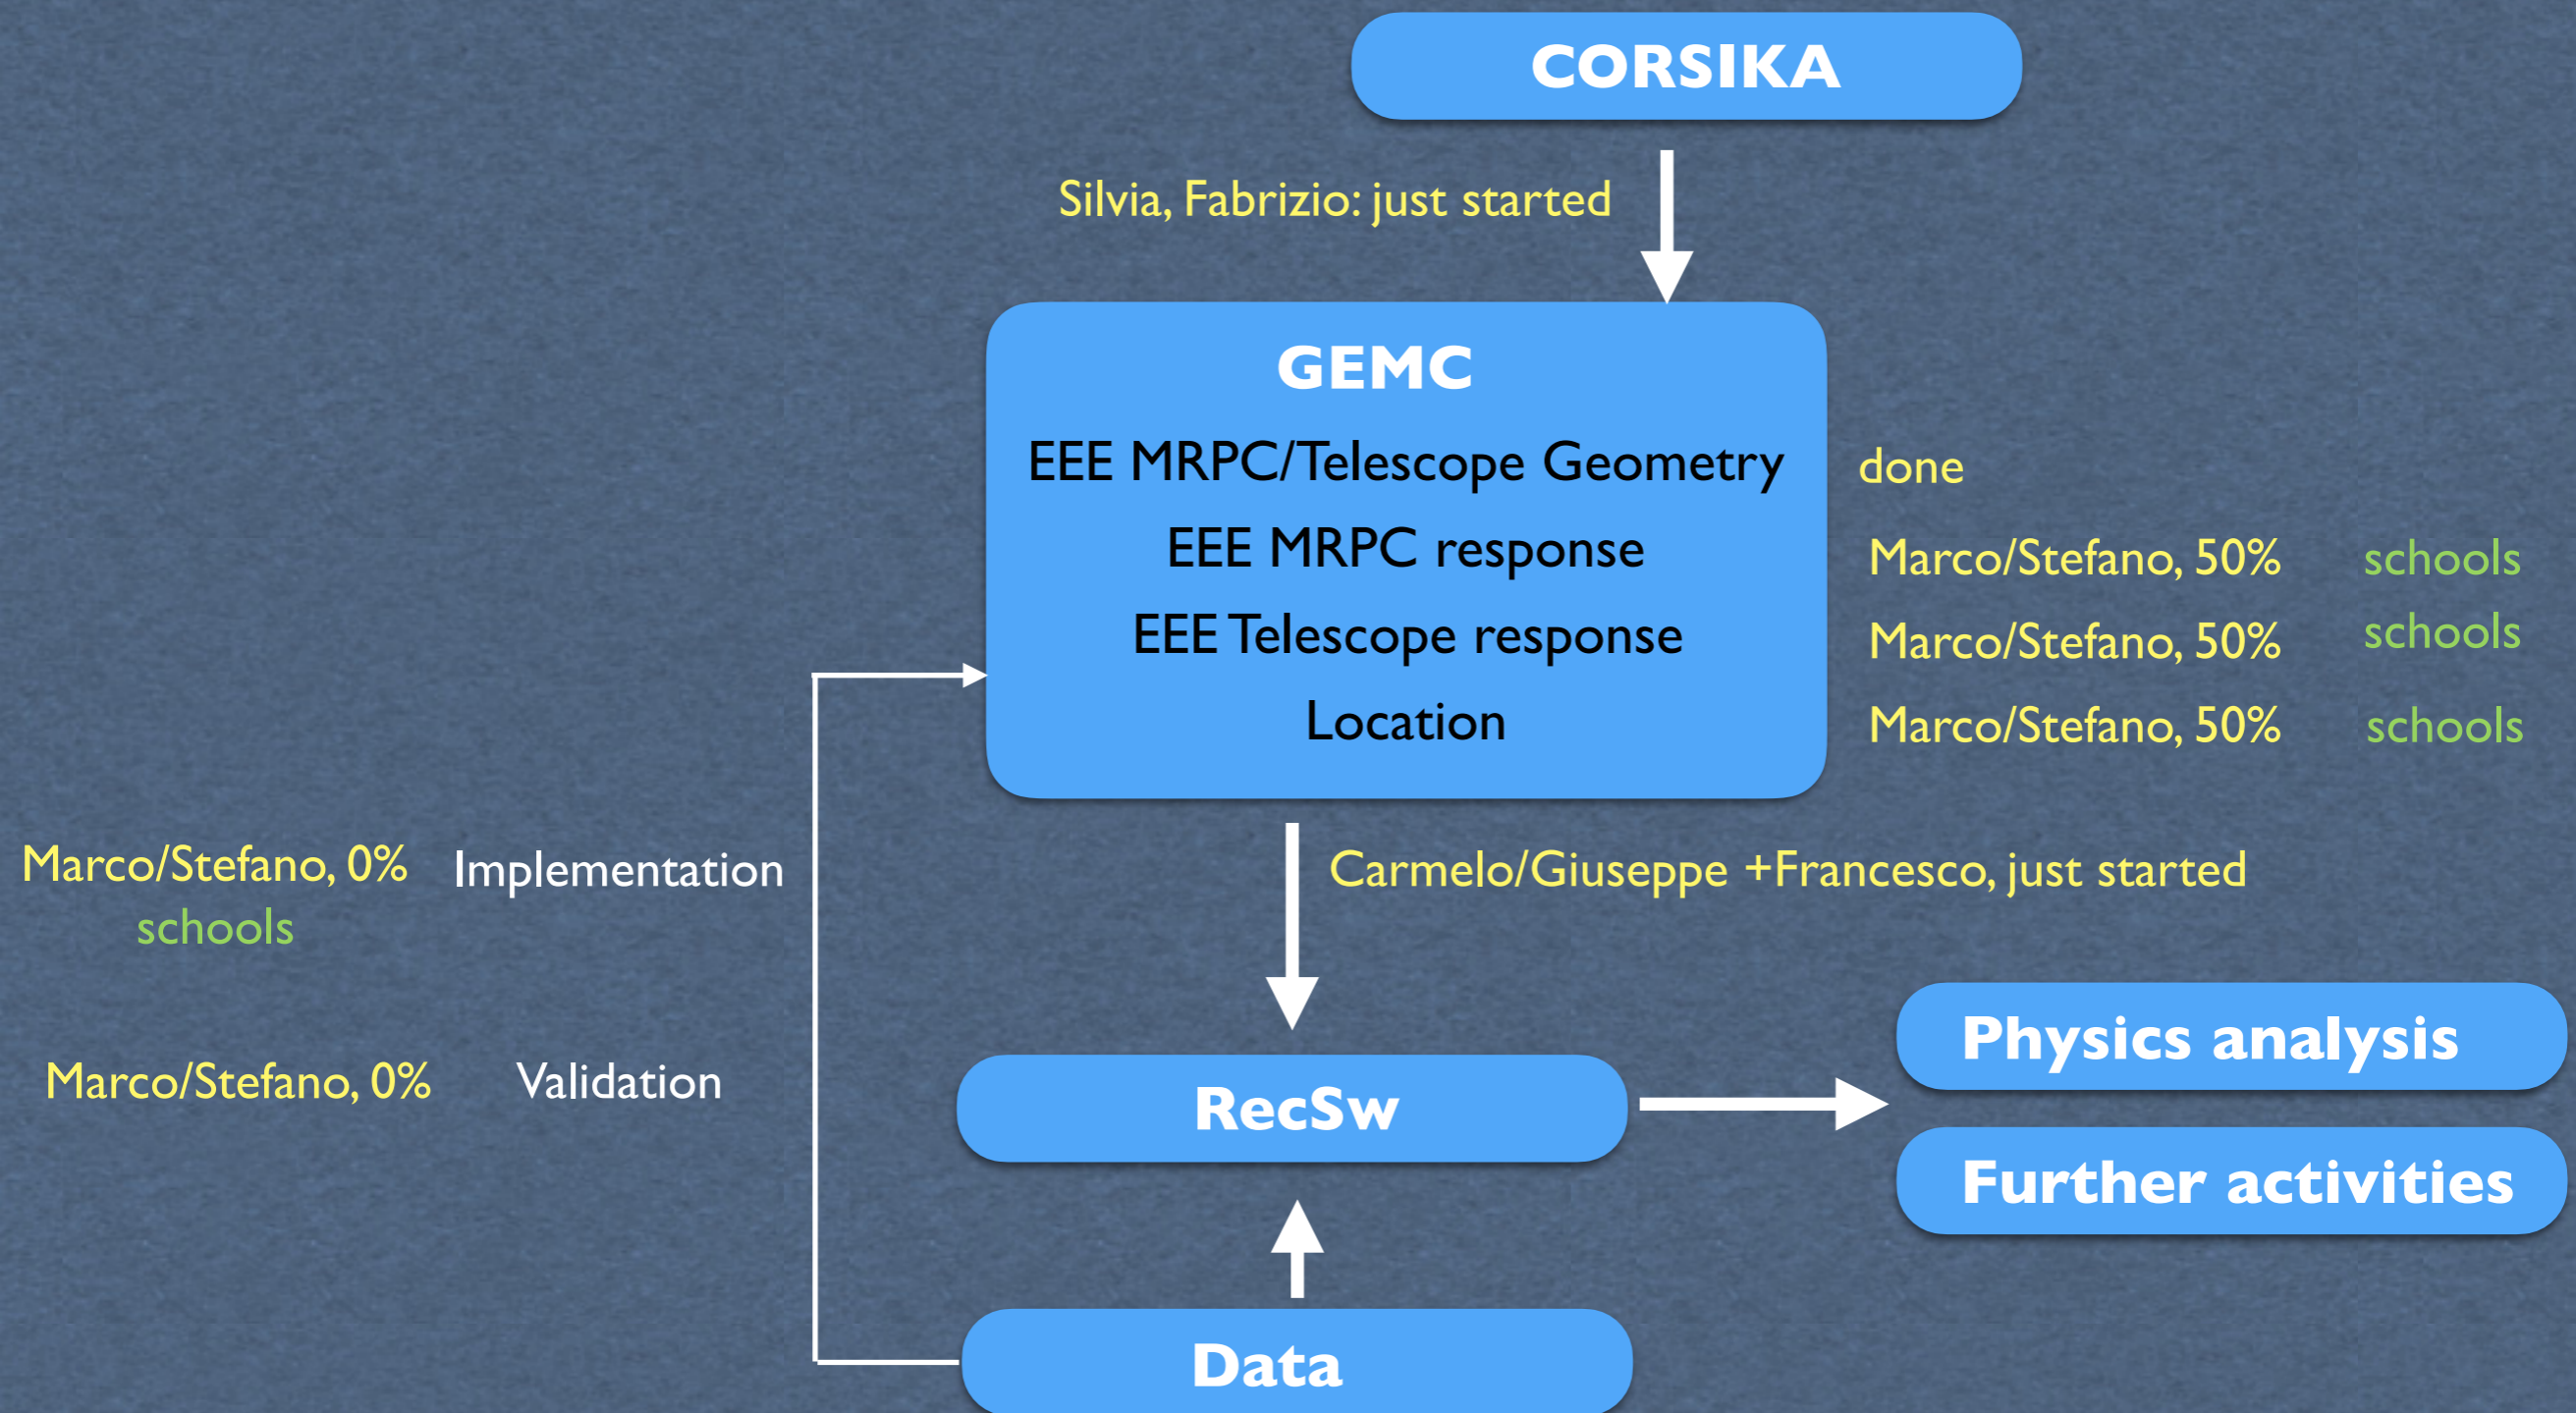 CORSIKA
Silvia, Fabrizio: just started
GEMC
EEE MRPC/Telescope Geometry
done
EEE MRPC response
Marco/Stefano, 50%
schools
EEE Telescope response
Marco/Stefano, 50%
schools
Location
Marco/Stefano, 50%
schools
Marco/Stefano, 0%
schools
Implementation
Carmelo/Giuseppe +Francesco, just started
Marco/Stefano, 0%
Validation
RecSw
Physics analysis
Further activities
Data